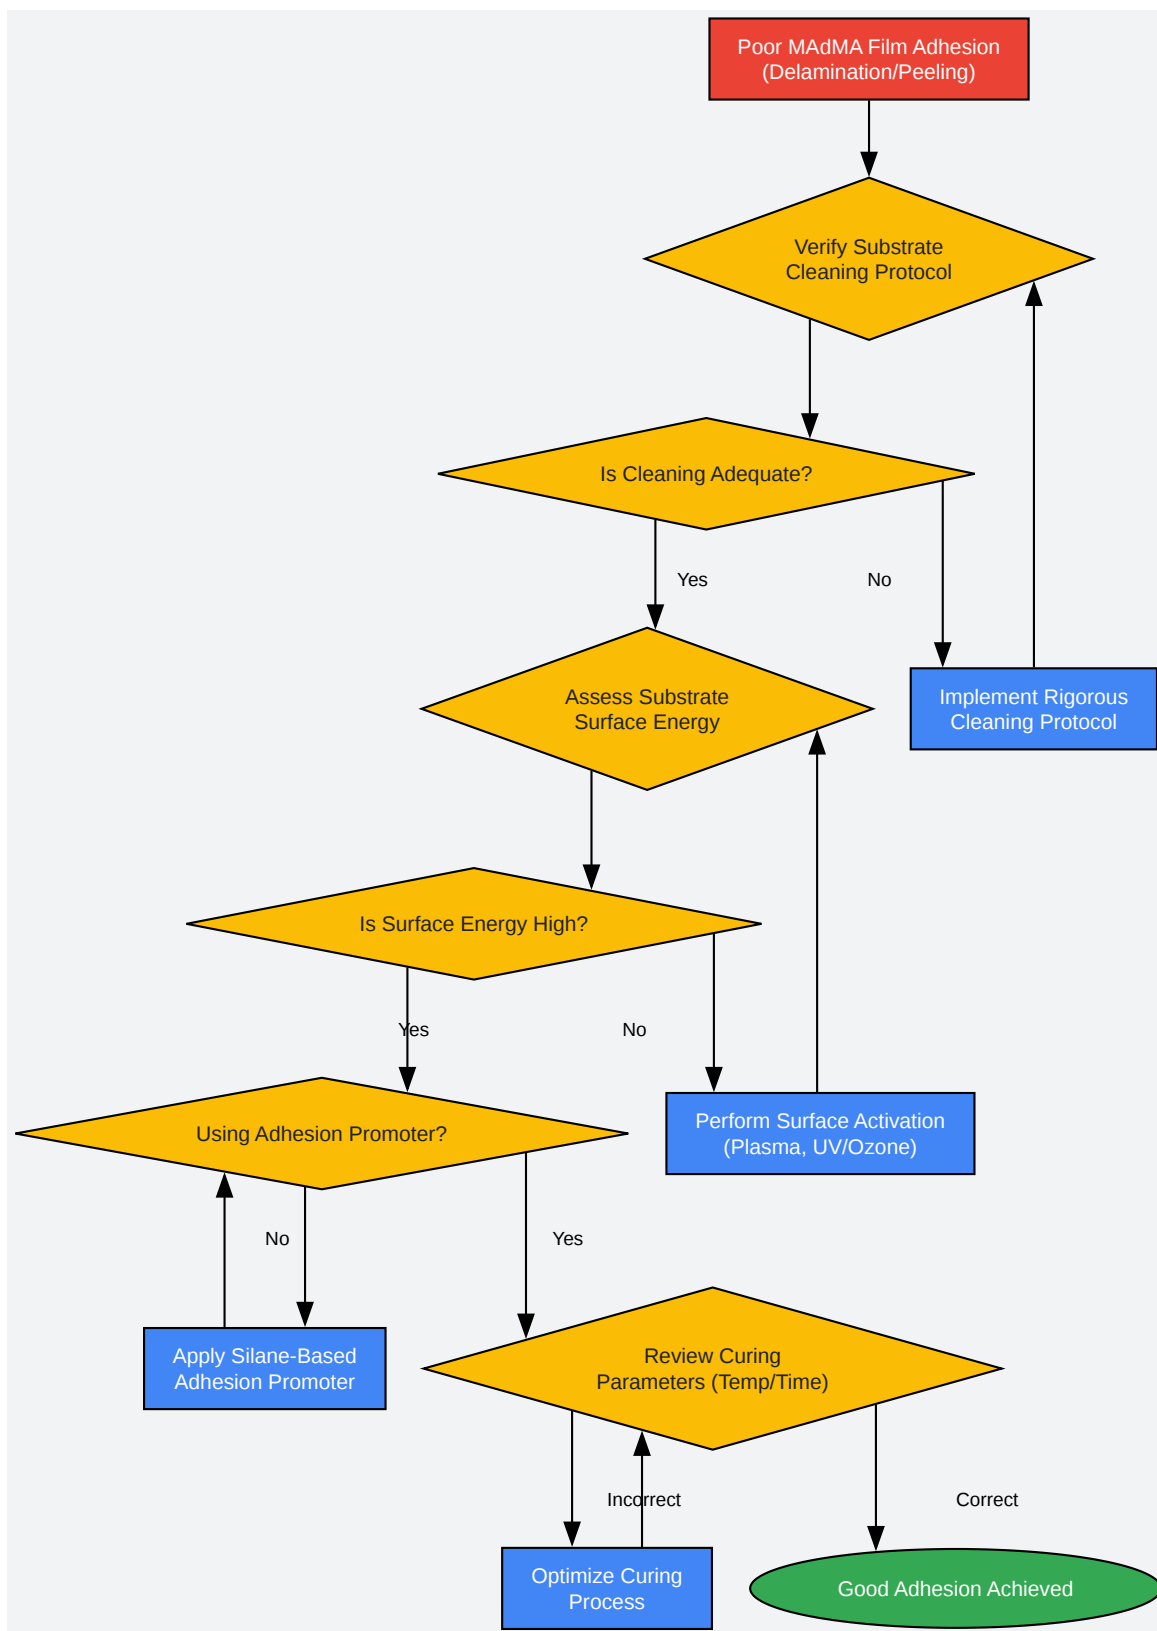 Poor MAdMA Film Adhesion
(Delamination/Peeling)
Verify Substrate
Cleaning Protocol
Is Cleaning Adequate?
Yes
No
Assess Substrate
Surface Energy
Implement Rigorous
Cleaning Protocol
Is Surface Energy High?
Yes
No
Using Adhesion Promoter?
Perform Surface Activation
(Plasma, UV/Ozone)
No
Yes
Apply Silane-Based
Adhesion Promoter
Review Curing
Parameters (Temp/Time)
Incorrect
Correct
Optimize Curing
Process
Good Adhesion Achieved